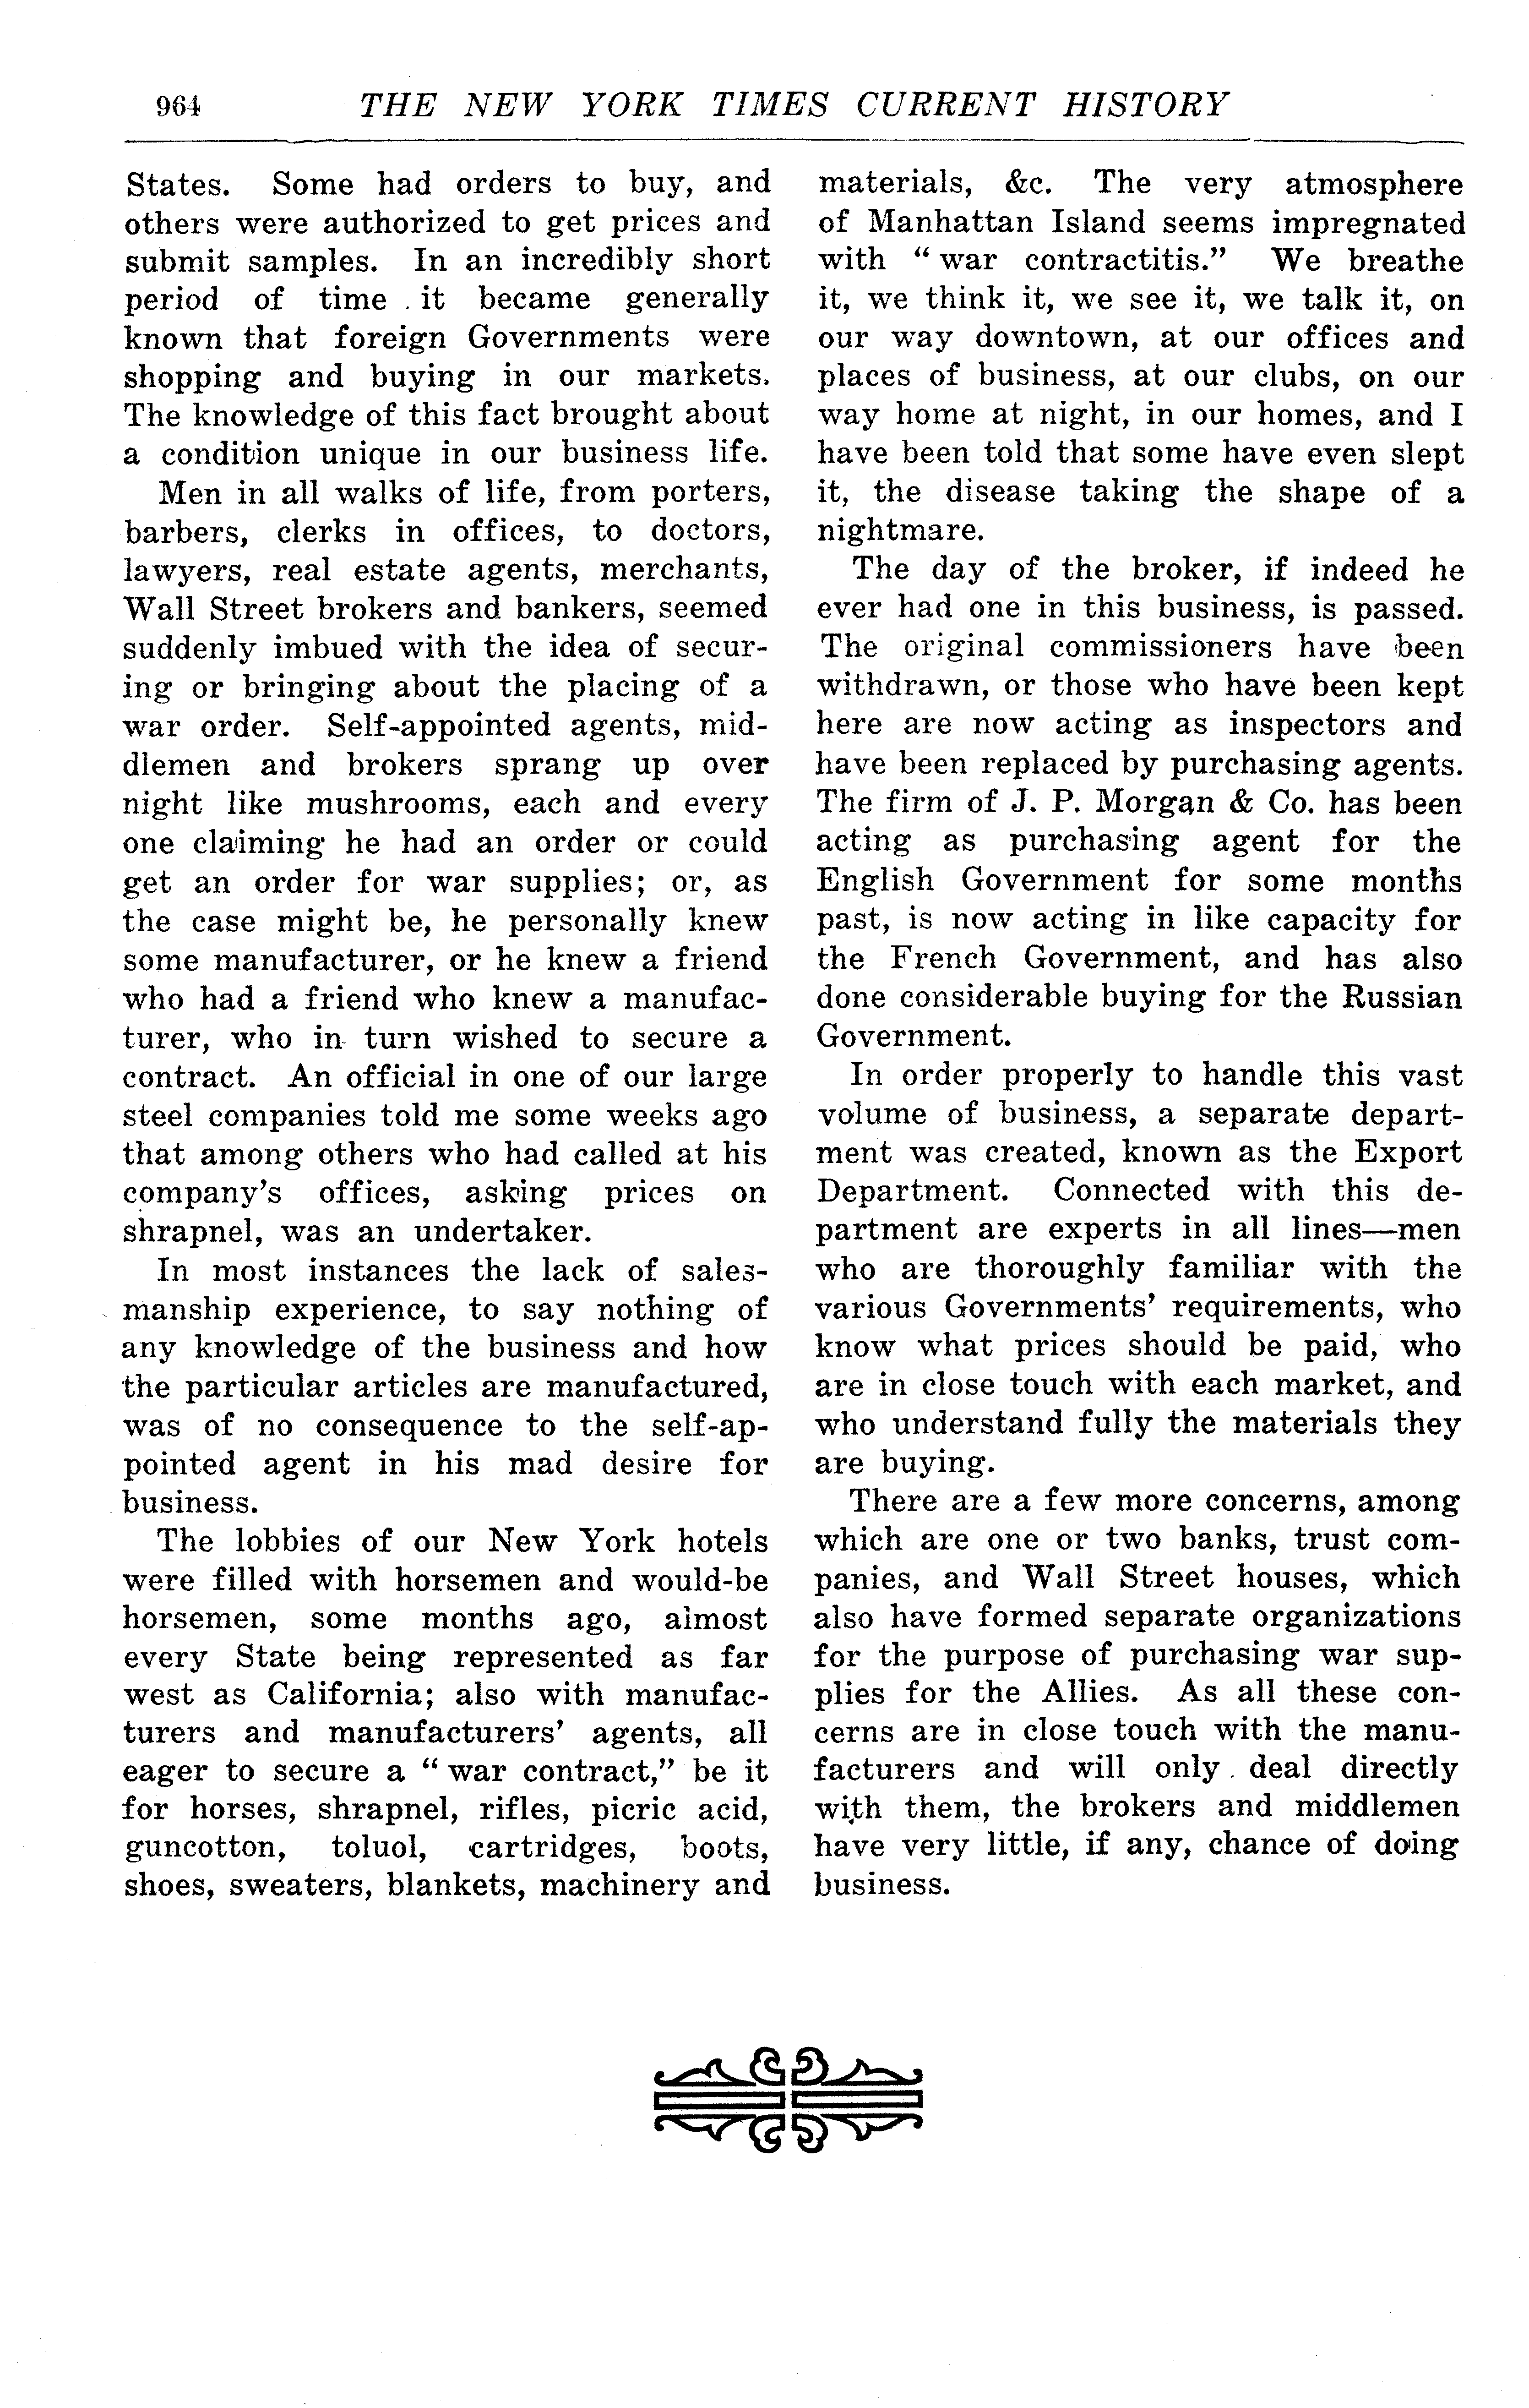 964 THE NEW YORK TIMES CURRENT HISTORY
States. Some had orders to buy, and
others were authorized to get prices and
submit samples. In an incredibly short
period of time it became generally
known that foreign Governments were
shopping and buying in our markets.
The knowledge of this fact brought about
a condition unique in our business life.
Men in all walks of life, from porters,
barbers, clerks in offices, to doctors,
lawyers, real estate agents, merchants,
Wall Street brokers and bankers, seemed
suddenly imbued with the idea of secur-
ing or bringing about the placing of a
war order. Self-appointed agents, mid-
dlemen and brokers sprang up over
night like mushrooms, each and every
one claiming he had an order or could
get an order for war supplies; or, as
the case might be, he personally knew
some manufacturer, or he knew a friend
who had a friend who knew a manufac-
turer, who in turn wished to secure a
contract. An official in one of our large
steel companies told me some weeks ago
that among others who had called at his
company's offices, asking prices on
shrapnel, was an undertaker.
In most instances the lack of sales-
manship experience, to say nothing of
any knowledge of the business and how
the particular articles are manufactured,
was of no consequence to the self-ap-
pointed agent in his mad desire for
business.
The lobbies of our New York hotels
were filled with horsemen and would-be
horsemen, some months ago, almost
every State being represented as far
west as California; also with manufac-
turers and manufacturers' agents, all
eager to secure a " war contract," be it
for horses, shrapnel, rifles, picric acid,
guncotton, toluol, cartridges, boots,
shoes, sweaters, blankets, machinery and
materials, &c. The very atmosphere
of Manhattan Island seems impregnated
with " war contractitis." We breathe
it, we think it, we see it, we talk it, on
our way downtown, at our offices and
places of business, at our clubs, on our
way home at night, in our homes, and I
have been told that some have even slept
it, the disease taking the shape of a
nightmare.
The day of the broker, if indeed he
ever had one in this business, is passed.
The original commissioners have been
withdrawn, or those who have been kept
here are now acting as inspectors and
have been replaced by purchasing agents.
The firm of J. P. Morgan & Co. has been
acting as purchasing agent for the
English Government for some months
past, is now acting in like capacity for
the French Government, and has also
done considerable buying for the Russian
Government.
In order properly to handle this vast
volume of business, a separate depart-
ment was created, known as the Export
Department. Connected with this de-
partment are experts in all lines—men
who are thoroughly familiar with the
various Governments' requirements, who
know what prices should be paid, who
are in close touch with each market, and
who understand fully the materials they
are buying.
There are a few more concerns, among
which are one or two banks, trust com-
panies, and Wall Street houses, which
also have formed separate organizations
for the purpose of purchasing war sup-
plies for the Allies. As all these con-
cerns are in close touch with the manu-
facturers and will only deal directly
with them, the brokers and middlemen
have very little, if any, chance of doing
business.